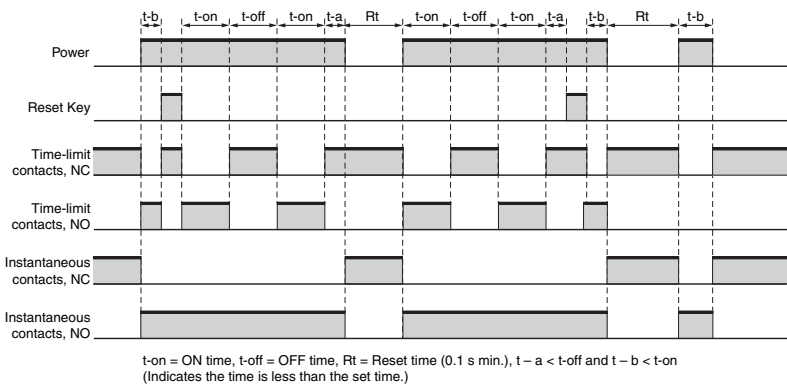 t-b t-on t-off t-on t-a Rt t-on t-off t-on t-a t-b Rt t-b
Power
Reset Key
Time-limit
contacts, NC
Time-limit
contacts, NO
Instantaneous
contacts, NC
Instantaneous
contacts, NO
t-on = ON time, t-off = OFF time, Rt = Reset time (0.1 s min.), t – a < t-off and t – b < t-on
(Indicates the time is less than the set time.)